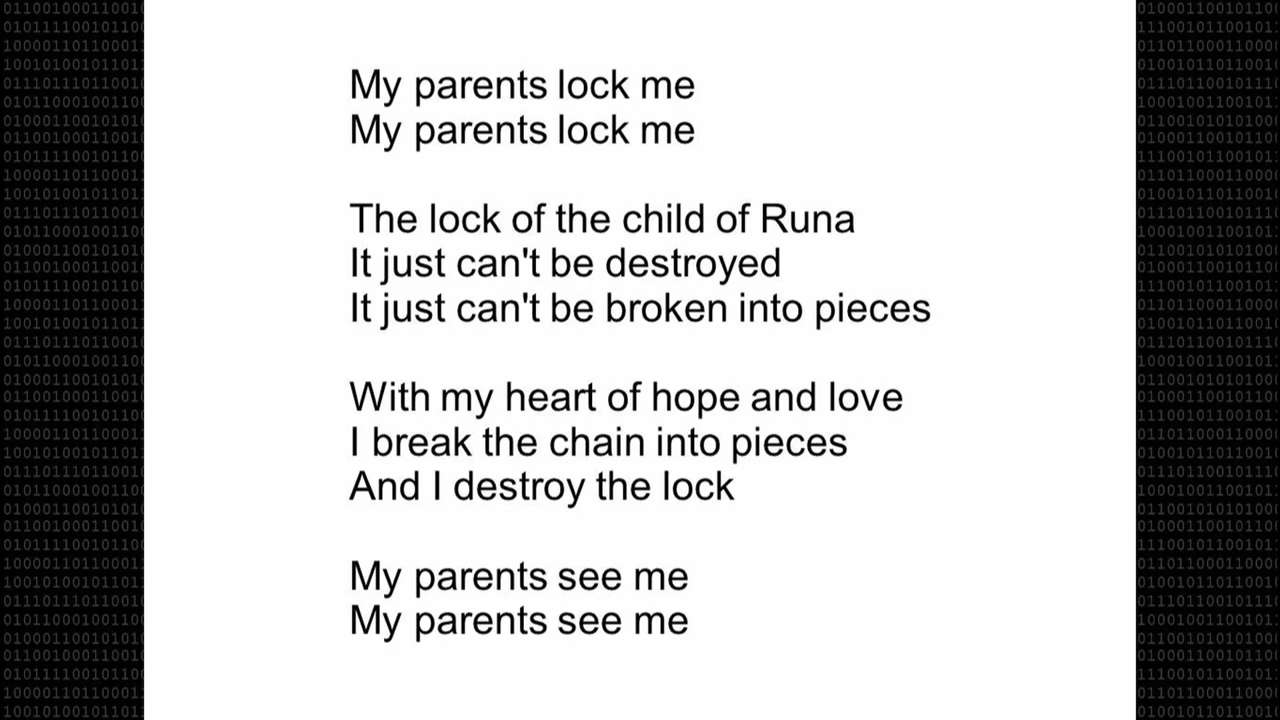 My parents lock me
My parents lock me
The lock of the child of Runa
It just can't be destroyed
It just can't be broken into pieces
With my heart of hope and love
I break the chain into pieces
And I destroy the lock
My parents see me
My parents see me